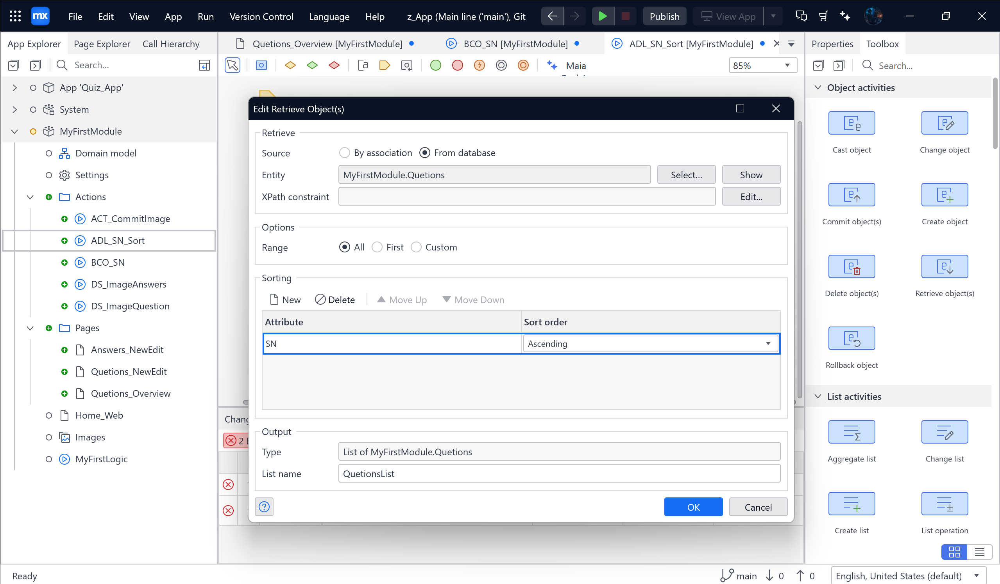 mx File Edit View App Run Version Control Language Help z_App (Main line ('main'), Git Publish View App
App Explorer Page Explorer Call Hierarchy
Search...
App 'Quiz_App'
System
MyFirstModule
Domain model
Settings
Actions
ACT_CommitImage
ADL_SN_Sort
BCO_SN
DS_ImageAnswers
DS_ImageQuestion
Pages
Answers_NewEdit
Quetions_NewEdit
Quetions_Overview
Home_Web
Images
MyFirstLogic
Quetions_Overview [MyFirstModule] BCO_SN [MyFirstModule] ADL_SN_Sort [MyFirstModule]
Maia
85%
Edit Retrieve Object(s)
Retrieve
Source By association From database
Entity MyFirstModule.Quetions Select... Show
XPath constraint Edit...
Options
Range All First Custom
Sorting
New Delete Move Up Move Down
Attribute Sort order
SN Ascending
Output
Type List of MyFirstModule.Quetions
List name QuetionsList
OK Cancel
Chang
2
Properties Toolbox
Search...
Object activities
Cast object Change object
Commit object(s) Create object
Delete object(s) Retrieve object(s)
Rollback object
List activities
Aggregate list Change list
Create list List operation
Ready main 0 0 English, United States (default)